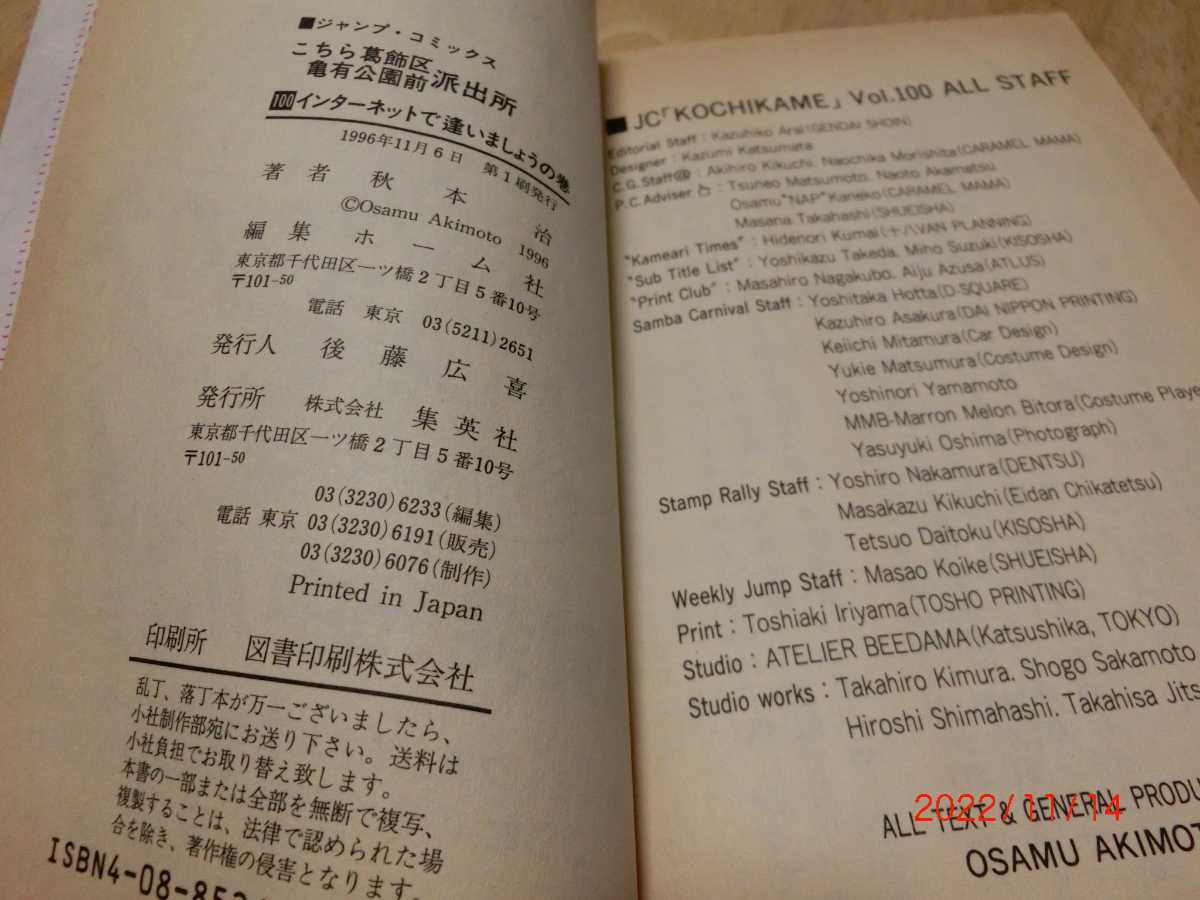 ■ジャンプ・コミックス
こちら葛飾区
亀有公園前派出所
100インターネットで逢いましょうの巻
1996年11月6日 第1刷発行
著者 秋本治
©Osamu Akimoto 1996
編集 ホーム社
東京都千代田区一ツ橋2丁目5番10号
〒101-50
電話 東京 03(5211)2651
発行人 後藤広喜
発行所 株式会社 集英社
東京都千代田区一ツ橋2丁目5番10号
〒101-50
03(3230)6233(編集)
電話 東京 03(3230)6191(販売)
03(3230)6076(制作)
Printed in Japan
印刷所 図書印刷株式会社
乱丁、落丁本が万一ございましたら、
小社制作部宛にお送り下さい。送料は
小社負担でお取り替え致します。
本書の一部または全部を無断で複写、
複製することは、法律で認められた場
合を除き、著作権の侵害となります。
ISBN4-08-852
■ JC「KOCHIKAME」Vol.100 ALL STAFF
Editorial Staff : Kazuhiko Arai(GENDAI SHOIN)
Designer : Kazumi Katsumata
C.G.Staff@ : Akihiro Kikuchi. Naochika Morishita(CARAMEL MAMA)
P.C.Adviser : Tsuneo Matsumoto. Naoto Akamatsu.
Osamu "NAP" Kaneko(CARAMEL MAMA)
Masana Takahashi(SHUEISHA)
"Kameari Times" : Hidenori Kumai(+/\VAN PLANNING)
"Sub Title List" : Yoshikazu Takeda. Miho Suzuki(KISOSHA)
"Print Club" : Masahiro Nagakubo. Aiju Azusa(ATLUS)
Samba Carnival Staff : Yoshitaka Hotta(D-SQUARE)
Kazuhiro Asakura(DAI NIPPON PRINTING)
Keiichi Mitamura(Car Design)
Yukie Matsumura(Costume Design)
Yoshinori Yamamoto
MMB-Marron Melon Bitora(Costume Playe
Yasuyuki Oshima(Photograph)
Stamp Rally Staff : Yoshiro Nakamura(DENTSU)
Masakazu Kikuchi(Eidan Chikatetsu)
Tetsuo Daitoku(KISOSHA)
Weekly Jump Staff : Masao Koike(SHUEISHA)
Print : Toshiaki Iriyama(TOSHO PRINTING)
Studio : ATELIER BEEDAMA(Katsushika, TOKYO)
Studio works : Takahiro Kimura. Shogo Sakamoto
Hiroshi Shimahashi. Takahisa Jits
ALL TEXT & GENERAL PRODU
OSAMU AKIMOT
2022/11/14